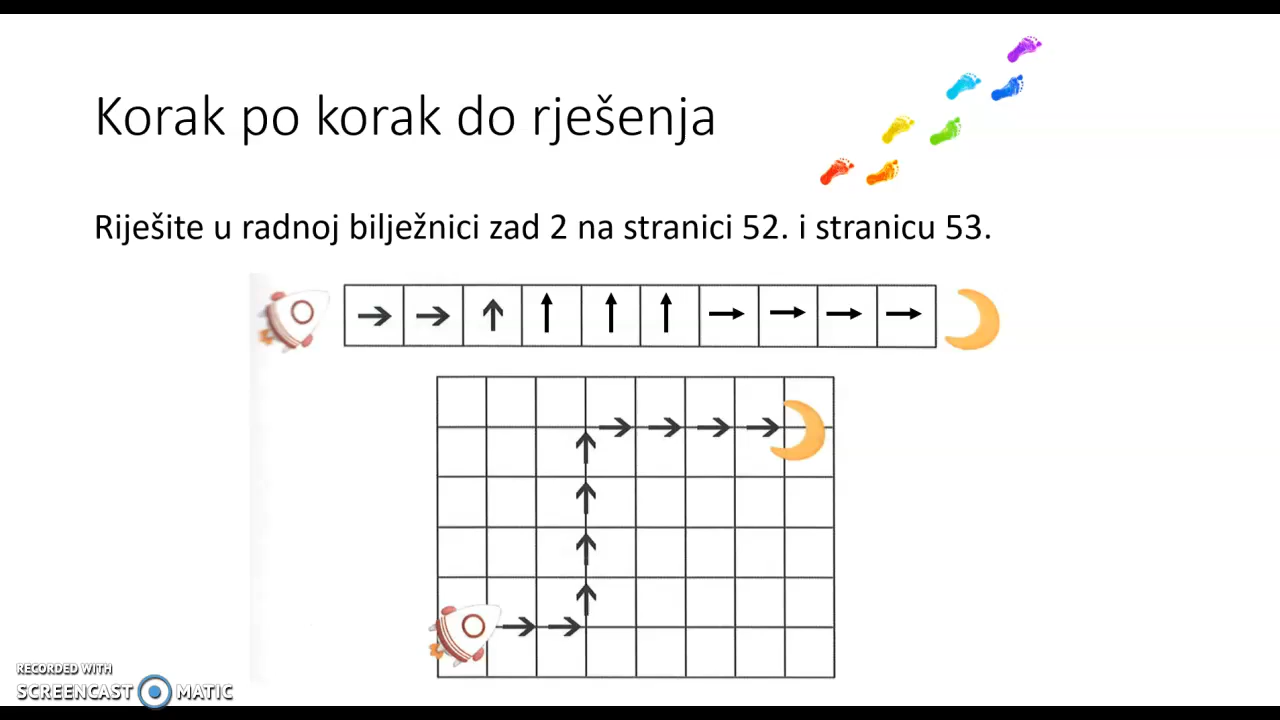 Korak po korak do rješenja
Riješite u radnoj bilježnici zad 2 na stranici 52. i stranicu 53.
RECORDED WITH
SCREENCAST MATIC